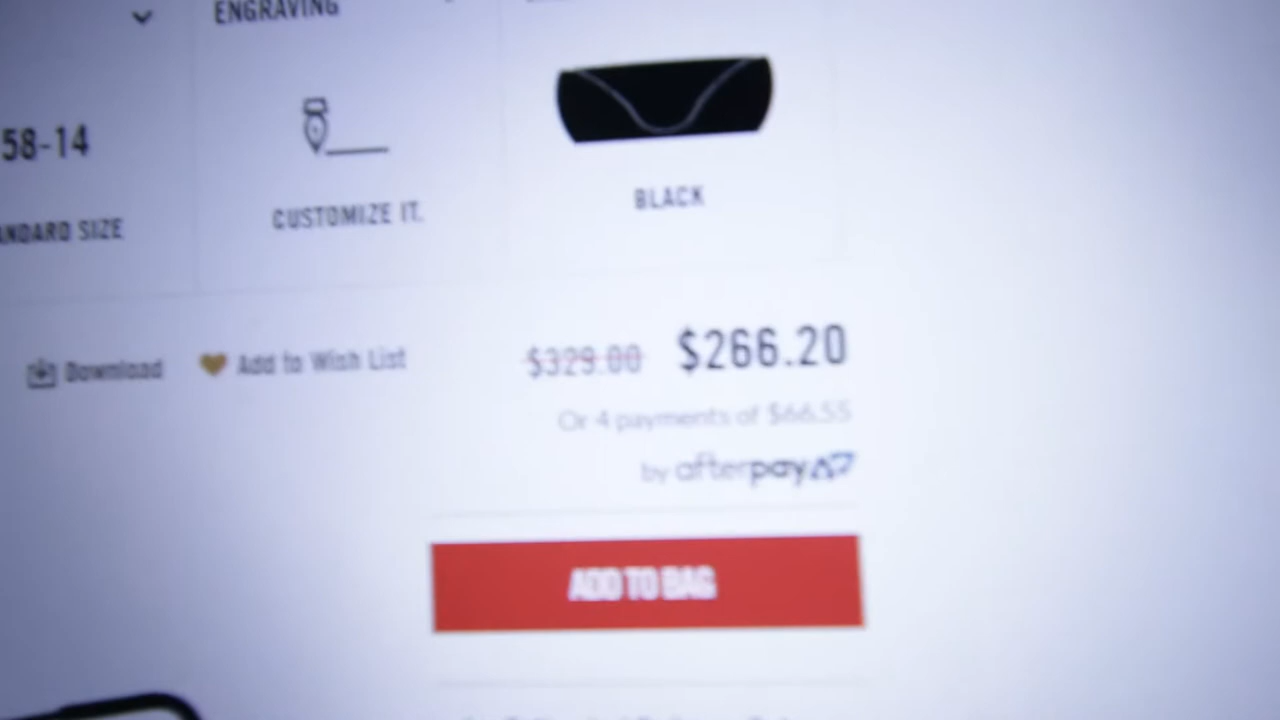 ENGRAVING
58-14
CUSTOMIZE IT.
BLACK
ANDARD SIZE
Download
Add to Wish List
$329.00 $266.20
Or 4 payments of $66.55
by afterpay
ADD TO BAG